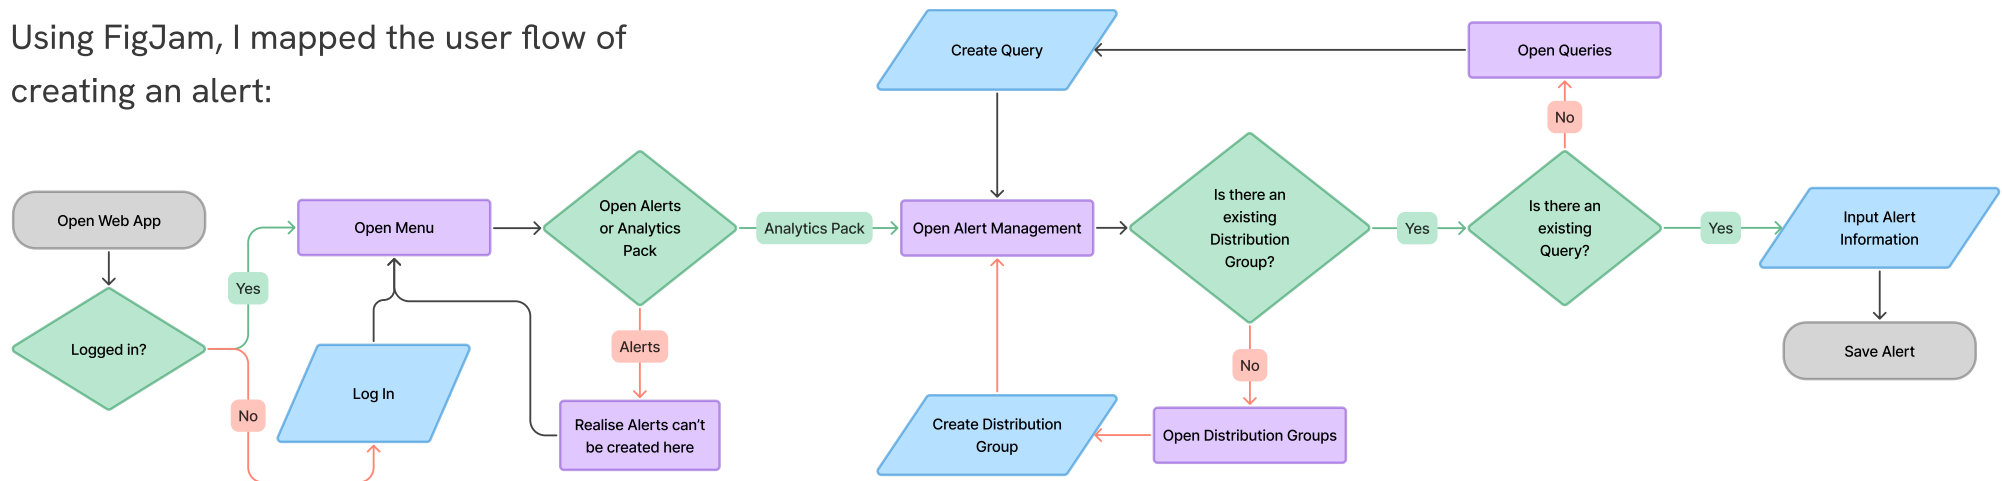 Using FigJam, I mapped the user flow of
creating an alert:
Open Web App
Logged in?
Yes
No
Log In
Open Menu
Open Alerts
or Analytics
Pack
Alerts
Realise Alerts can't
be created here
Analytics Pack
Open Alert Management
Is there an
existing
Distribution
Group?
No
Open Distribution Groups
Create Distribution
Group
Yes
Is there an
existing
Query?
No
Open Queries
Create Query
Yes
Input Alert
Information
Save Alert